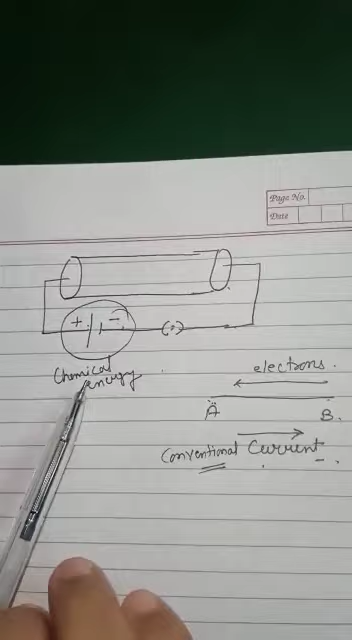 Page No.
Date
+ -
Chemical
energy
electrons.
A B.
Conventional Current